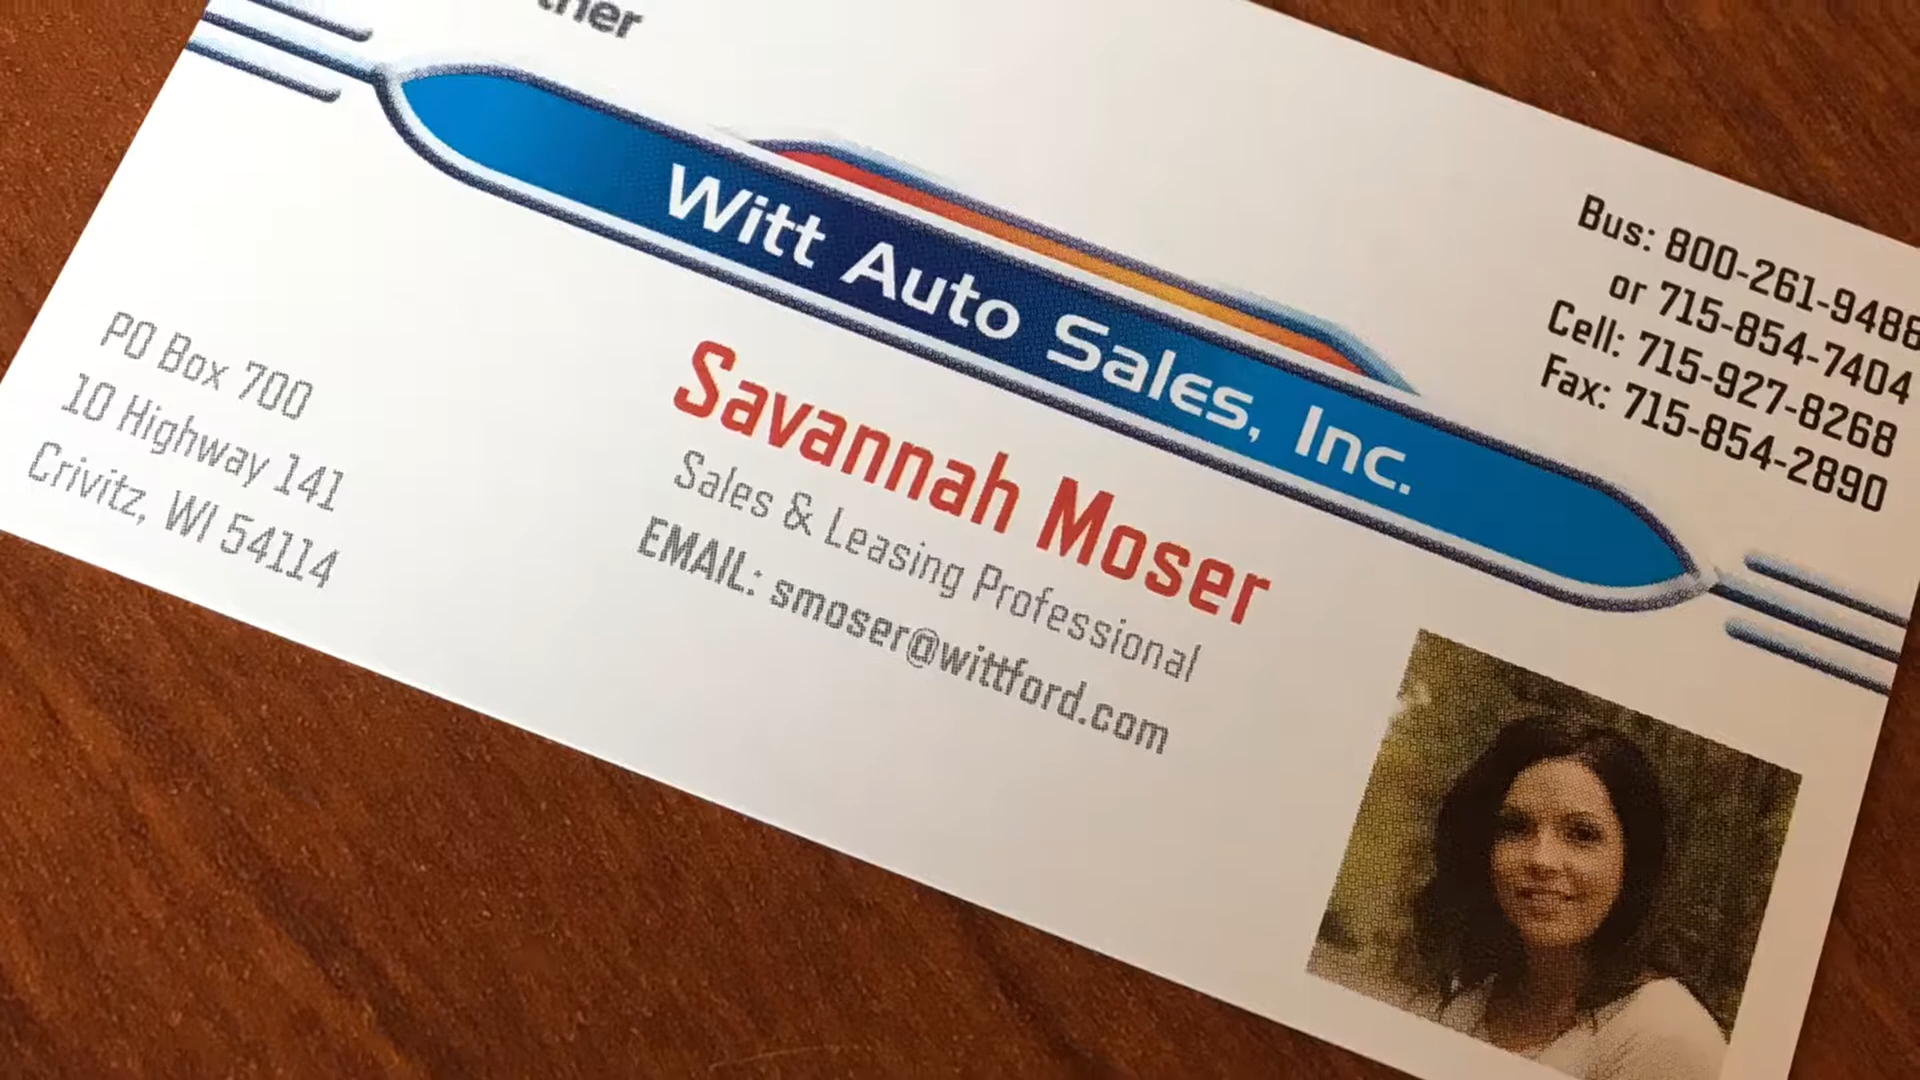 Witt Auto Sales, Inc.
Bus: 800-261-9486
or 715-854-7404
Cell: 715-927-8268
Fax: 715-854-2890
PO Box 700
10 Highway 141
Crivitz, WI 54114
Savannah Moser
Sales & Leasing Professional
EMAIL: smoser@wittford.com